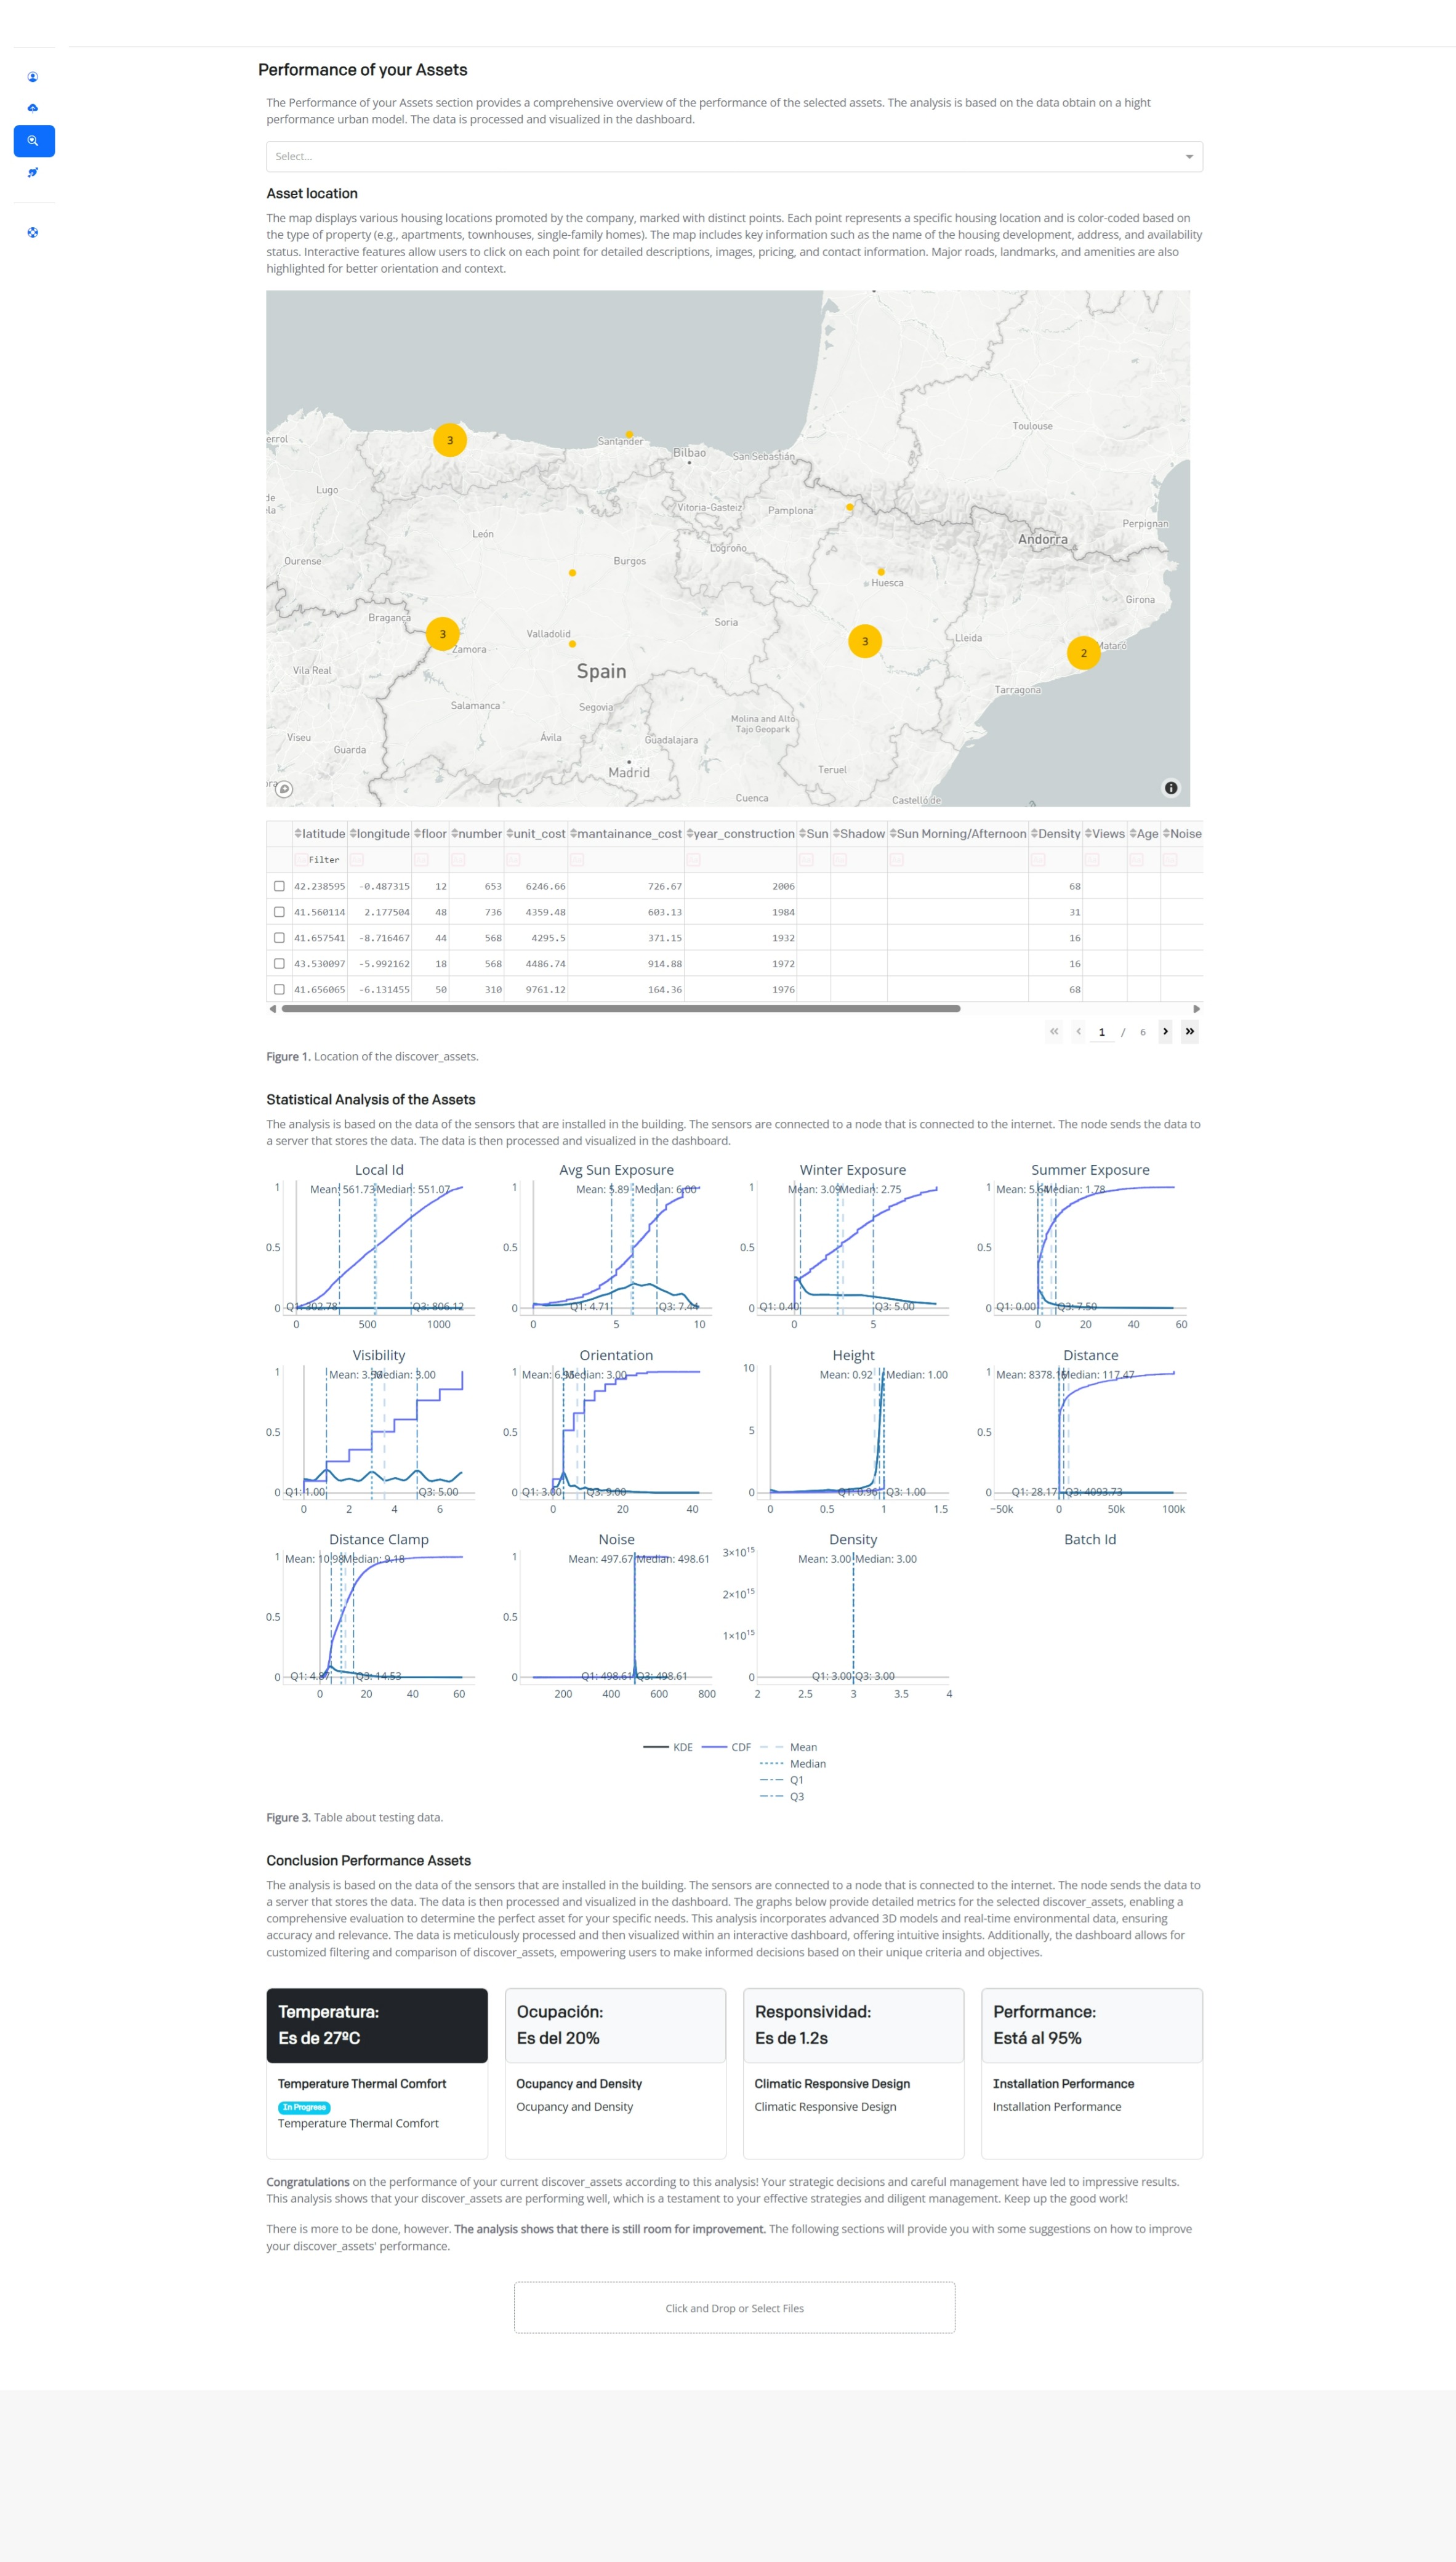 Performance of your Assets
The Performance of your Assets section provides a comprehensive overview of the performance of the selected assets. The analysis is based on the data obtain on a hight
performance urban model. The data is processed and visualized in the dashboard.
Select...
Asset location
The map displays various housing locations promoted by the company, marked with distinct points. Each point represents a specific housing location and is color-coded based on
the type of property (e.g., apartments, townhouses, single-family homes). The map includes key information such as the name of the housing development, address, and availability
status. Interactive features allow users to click on each point for detailed descriptions, images, pricing, and contact information. Major roads, landmarks, and amenities are also
highlighted for better orientation and context.
Toulouse
errol
3
Santander
Bilbao
San Sebastián
Lugo
de
la
Vitoria-Gasteiz
Pamplona
Perpignan
León
Andorra
Logroño
Ourense
Burgos
Huesca
Girona
Bragança
Soria
3
Valladolid
3
Lleida
2
Mataró
Zamora
Vila Real
Spain
Tarragona
Salamanca
Segovia
Molina and Alto
Tajo Geopark
Viseu
Ávila
Guadalajara
Guarda
Madrid
Teruel
Cuenca
Castelló de
latitude longitude floor number unit_cost mantainance_cost year_construction Sun Shadow Sun Morning/Afternoon Density Views Age Noise
Filter
42.238595 -0.487315 12 653 6246.66 726.67 2006 68
41.560114 2.177504 48 736 4359.48 603.13 1984 31
41.657541 -8.716467 44 568 4295.5 371.15 1932 16
43.530097 -5.992162 18 568 4486.74 914.88 1972 16
41.656065 -6.131455 50 310 9761.12 164.36 1976 68
1 / 6
Figure 1. Location of the discover_assets.
Statistical Analysis of the Assets
The analysis is based on the data of the sensors that are installed in the building. The sensors are connected to a node that is connected to the internet. The node sends the data to
a server that stores the data. The data is then processed and visualized in the dashboard.
Local Id Avg Sun Exposure Winter Exposure Summer Exposure
1 Mean: 561.73 Median: 551.07 1 Mean: 5.89 Median: 6.00 1 Mean: 3.09 Median: 2.75 1 Mean: Median: 1.78
0.5 0.5 0.5 0.5
0 Q1: 302.78 Q3: 806.12 0 Q1: 4.71 Q3: 7.44 0 Q1: 0.40 Q3: 5.00 0 Q1: 0.00 Q3: 7.50
0 500 1000 0 5 10 0 5 0 20 40 60
Visibility Orientation Height Distance
1 Mean: Median: 3.00 1 Mean: Median: 3.00 10 Mean: 0.92 Median: 1.00 1 Mean: Median: 117.47
0.5 0.5 5 0.5
0 Q1: 1.00 Q3: 5.00 0 Q1: 3.00 Q3: 9.00 0 Q1: 0.96 Q3: 1.00 0 Q1: 28.17 Q3: 4093.73
0 2 4 6 0 20 40 0 0.5 1 1.5 −50k 0 50k 100k
Distance Clamp Noise Density Batch Id
1 Mean: 10.98 Median: 9.18 1 Mean: 497.67 Median: 498.61 3×10¹⁵ Mean: 3.00 Median: 3.00
2×10¹⁵
0.5 0.5 1×10¹⁵
0 Q1: 4.87 Q3: 14.53 0 Q1: 498.61 Q3: 498.61 0 Q1: 3.00 Q3: 3.00
0 20 40 60 200 400 600 800 2 2.5 3 3.5 4
KDE CDF Mean
Median
Q1
Q3
Figure 3. Table about testing data.
Conclusion Performance Assets
The analysis is based on the data of the sensors that are installed in the building. The sensors are connected to a node that is connected to the internet. The node sends the data to
a server that stores the data. The data is then processed and visualized in the dashboard. The graphs below provide detailed metrics for the selected discover_assets, enabling a
comprehensive evaluation to determine the perfect asset for your specific needs. This analysis incorporates advanced 3D models and real-time environmental data, ensuring
accuracy and relevance. The data is meticulously processed and then visualized within an interactive dashboard, offering intuitive insights. Additionally, the dashboard allows for
customized filtering and comparison of discover_assets, empowering users to make informed decisions based on their unique criteria and objectives.
Temperatura:
Es de 27ºC
Temperature Thermal Comfort
In Progress
Temperature Thermal Comfort
Ocupación:
Es del 20%
Ocupancy and Density
Ocupancy and Density
Responsividad:
Es de 1.2s
Climatic Responsive Design
Climatic Responsive Design
Performance:
Está al 95%
Installation Performance
Installation Performance
Congratulations on the performance of your current discover_assets according to this analysis! Your strategic decisions and careful management have led to impressive results.
This analysis shows that your discover_assets are performing well, which is a testament to your effective strategies and diligent management. Keep up the good work!
There is more to be done, however. The analysis shows that there is still room for improvement. The following sections will provide you with some suggestions on how to improve
your discover_assets' performance.
Click and Drop or Select Files